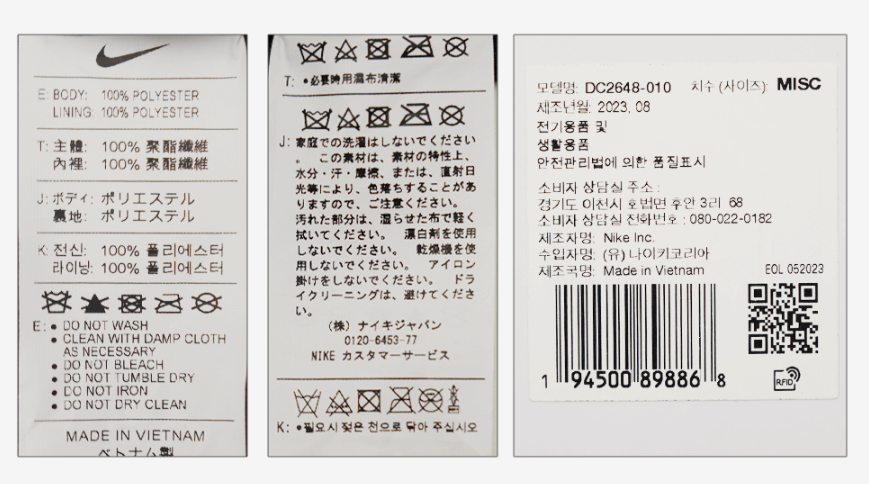 E: BODY: 100% POLYESTER
LINING: 100% POLYESTER
T: 主體: 100% 聚酯纖維
內裡: 100% 聚酯纖維
J: ボディ: ポリエステル
裏地: ポリエステル
K: 전신: 100% 폴리에스터
라이닝: 100% 폴리에스터
E: • DO NOT WASH
• CLEAN WITH DAMP CLOTH
AS NECESSARY
• DO NOT BLEACH
• DO NOT TUMBLE DRY
• DO NOT IRON
• DO NOT DRY CLEAN
MADE IN VIETNAM
ベトナム製
T: •必要時用濕布清潔
J: 家庭での洗濯はしないでください
。 この素材は、素材の特性上、
水分・汗・摩擦、または、直射日
光等により、色落ちすることがあ
りますので、ご注意ください。
汚れた部分は、湿らせた布で軽く
拭いてください。 漂白剤を使用
しないでください。 乾燥機を使
用しないでください。 アイロン
掛けをしないでください。 ドラ
イクリーニングは、避けてくださ
い。
(株) ナイキジャパン
0120-6453-77
NIKE カスタマーサービス
K: •필요시 젖은 천으로 닦아 주십시오
모델명: DC2648-010 치수 (사이즈): MISC
제조년월: 2023. 08
전기용품 및
생활용품
안전관리법에 의한 품질표시
소비자 상담실 주소 :
경기도 이천시 호법면 후안 3리 68
소비자 상담실 전화번호 : 080-022-0182
제조자명: Nike Inc.
수입자명: (유) 나이키코리아
제조국명: Made in Vietnam EOL 052023
1 94500 89886 8
RFID